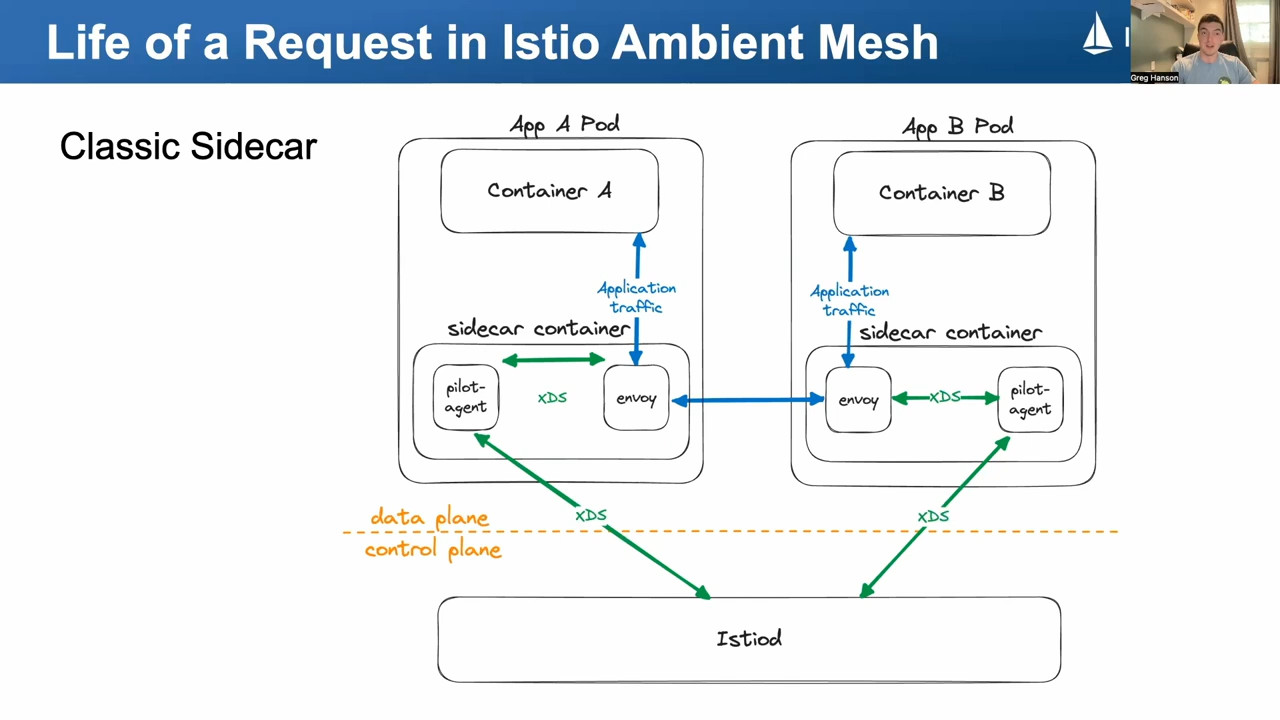 Life of a Request in Istio Ambient Mesh
Greg Hanson
Classic Sidecar
App A Pod
Container A
Application
traffic
sidecar container
pilot-
agent
xDS
envoy
App B Pod
Container B
Application
traffic
sidecar container
envoy
xDS
pilot-
agent
xDS
xDS
data plane
control plane
Istiod